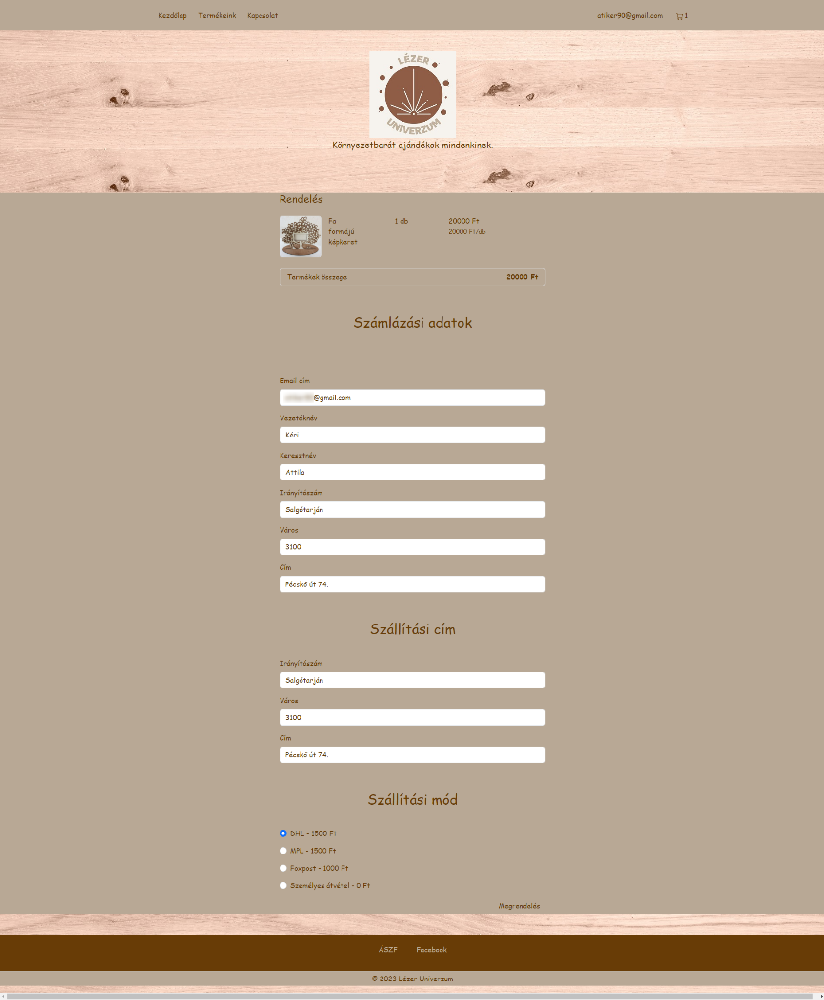 Kezdőlap Termékeink Kapcsolat atiker90@gmail.com 1
LÉZER
UNIVERZUM
Környezetbarát ajándékok mindenkinek.
Rendelés
Fa 1 db 20000 Ft
formájú 20000 Ft/db
képkeret
Termékek összege 20000 Ft
Számlázási adatok
Email cím
@gmail.com
Vezetéknév
Kéri
Keresztnév
Attila
Irányítószám
Salgótarján
Város
3100
Cím
Pécskő út 74.
Szállítási cím
Irányítószám
Salgótarján
Város
3100
Cím
Pécskő út 74.
Szállítási mód
DHL - 1500 Ft
MPL - 1500 Ft
Foxpost - 1000 Ft
Személyes átvétel - 0 Ft
Megrendelés
ÁSZF Facebook
© 2023 Lézer Univerzum